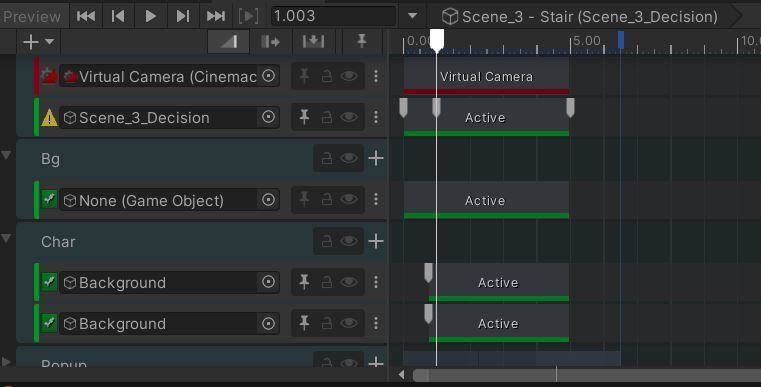 Preview 1.003 Scene_3 - Stair (Scene_3_Decision)
0.00 5.00 10.0
Virtual Camera (Cinemac Virtual Camera
Scene_3_Decision Active
Bg
None (Game Object) Active
Char
Background Active
Background Active
Popup